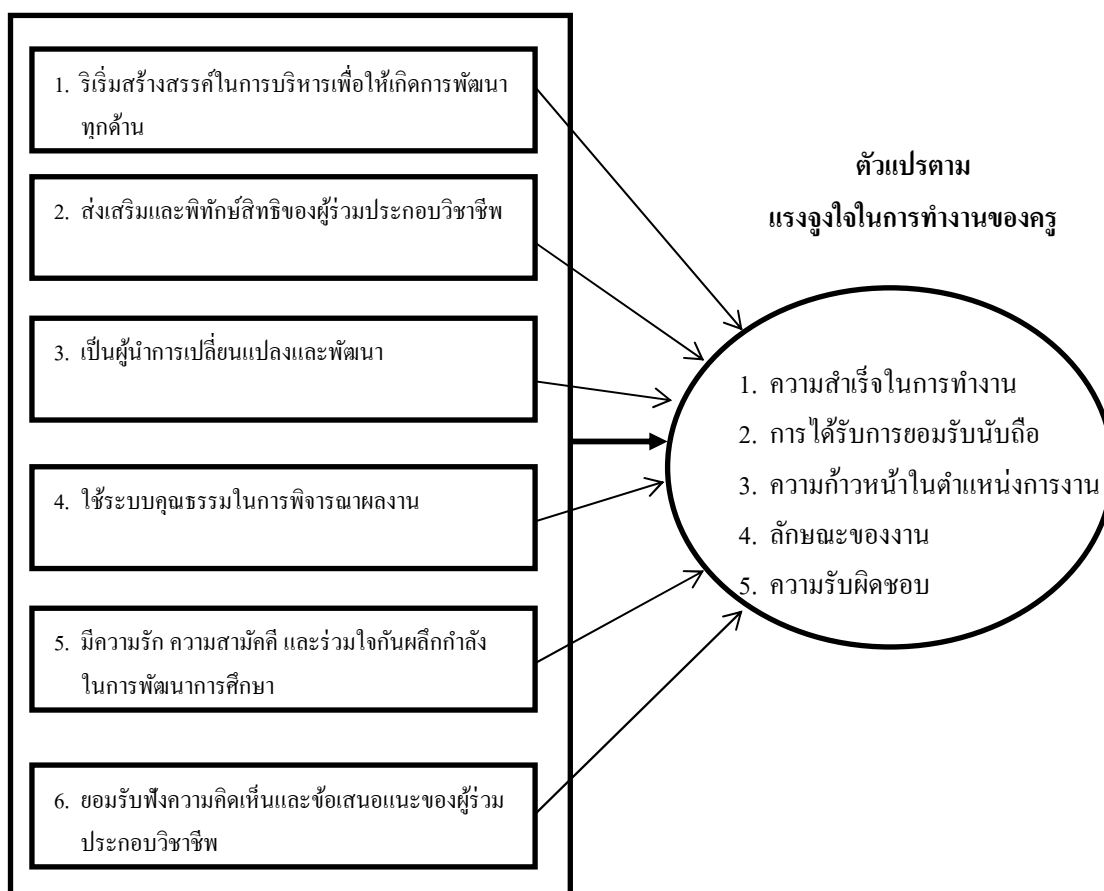 1. ริเริ่มสร้างสรรค์ในการบริหารเพื่อให้เกิดการพัฒนา
ทุกด้าน
2. ส่งเสริมและพิทักษ์สิทธิของผู้ร่วมประกอบวิชาชีพ
3. เป็นผู้นำการเปลี่ยนแปลงและพัฒนา
4. ใช้ระบบคุณธรรมในการพิจารณาผลงาน
5. มีความรัก ความสามัคคี และร่วมใจกันผลึกกำลัง
ในการพัฒนาการศึกษา
6. ยอมรับฟังความคิดเห็นและข้อเสนอแนะของผู้ร่วม
ประกอบวิชาชีพ
ตัวแปรตาม
แรงจูงใจในการทำงานของครู
1. ความสำเร็จในการทำงาน
2. การได้รับการยอมรับนับถือ
3. ความก้าวหน้าในตำแหน่งการงาน
4. ลักษณะของงาน
5. ความรับผิดชอบ